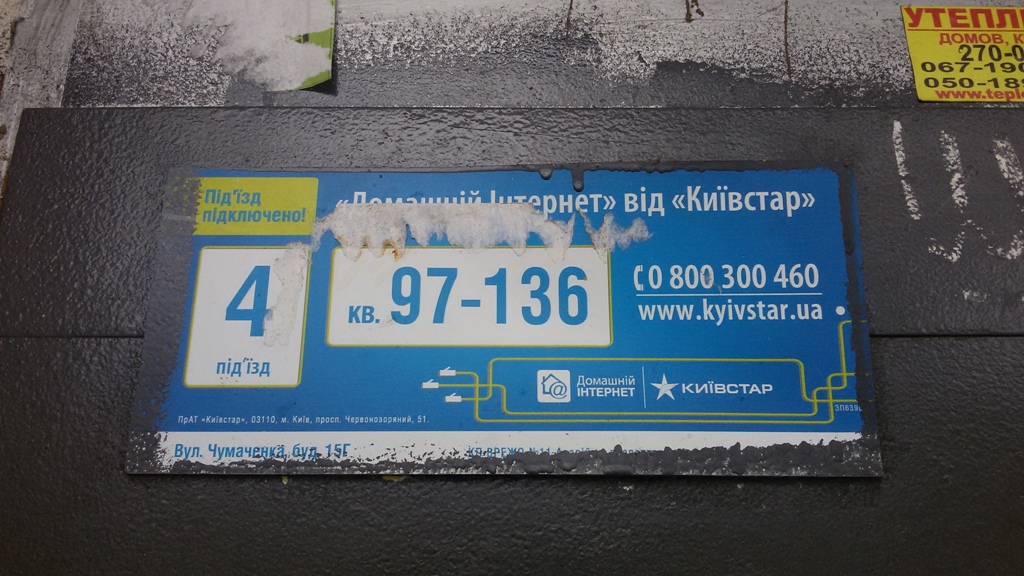 УТЕПЛ
ДОМОВ, К
270-0
067-190
050-18
www.teplo
Під'їзд
підключено!
«Домашній Інтернет» від «Київстар»
4
під'їзд
кв. 97-136
0 800 300 460
www.kyivstar.ua
Домашній
ІНТЕРНЕТ
КИЇВСТАР
ПрАТ «Київстар», 03110, м. Київ, просп. Червонозоряний, 51.
Вул. Чумаченка, буд. 15Г